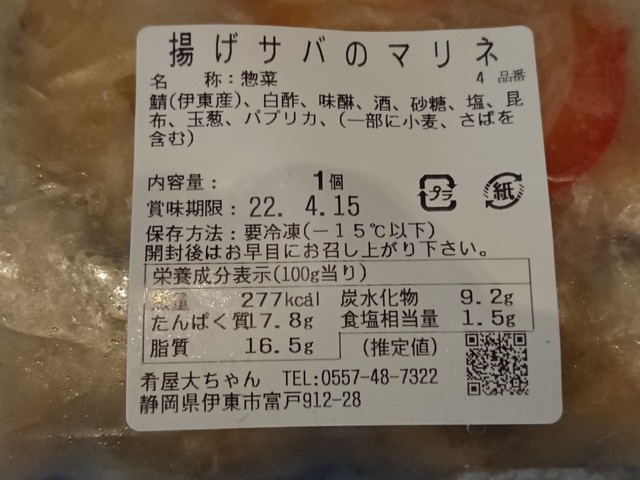 揚げサバのマリネ
名　　称:惣菜　4 品番
鯖(伊東産)、白酢、味醂、酒、砂糖、塩、昆
布、玉葱、パプリカ、(一部に小麦、さばを
含む)
内容量:　1個
プラ 紙
賞味期限:22. 4.15
保存方法:要冷凍(-15℃以下)
開封後はお早目にお召し上がり下さい。
栄養成分表示(100g当り)
熱量　277kcal 炭水化物　9.2g
たんぱく質17.8g 食塩相当量　1.5g
脂質　16.5g　(推定値)
肴屋大ちゃん　TEL:0557-48-7322
静岡県伊東市富戸912-28